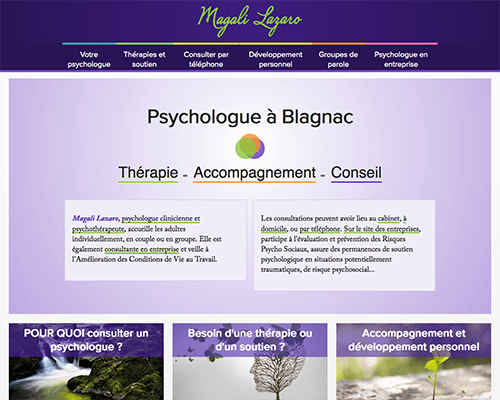 Magali Lazaro
Votre psychologue
Thérapies et soutien
Consulter par téléphone
Développement personnel
Groupes de parole
Psychologue en entreprise
Psychologue à Blagnac
Thérapie - Accompagnement - Conseil
Magali Lazaro, psychologue clinicienne et
psychothérapeute, accueille les adultes
individuellement, en couple ou en groupe. Elle est
également consultante en entreprise et veille à
l'Amélioration des Conditions de Vie au Travail.
Les consultations peuvent avoir lieu au cabinet, à
domicile, ou par téléphone. Sur le site des entreprises,
participe à l'évaluation et prévention des Risques
Psycho Sociaux, assure des permanences de soutien
psychologique en situations potentiellement
traumatiques, de risque psychosocial...
POUR QUOI consulter un
psychologue ?
Besoin d'une thérapie ou
d'un soutien ?
Accompagnement et
développement personnel